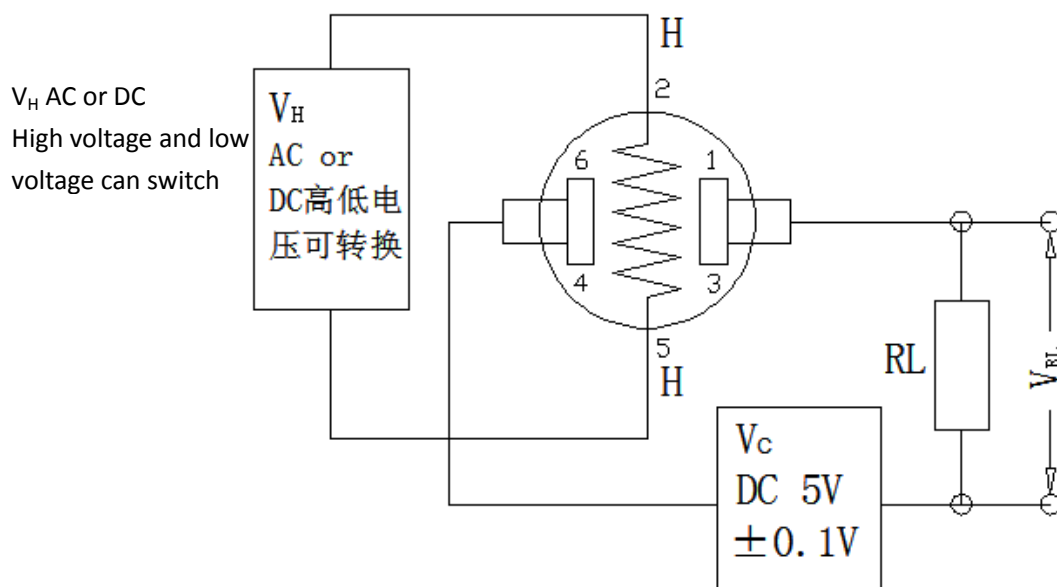 V_H AC or DC
High voltage and low
voltage can switch
V_H
AC or
DC高低电
压可转换
H
2
6
1
4
3
5
H
RL
V_RL
V_C
DC 5V
±0.1V